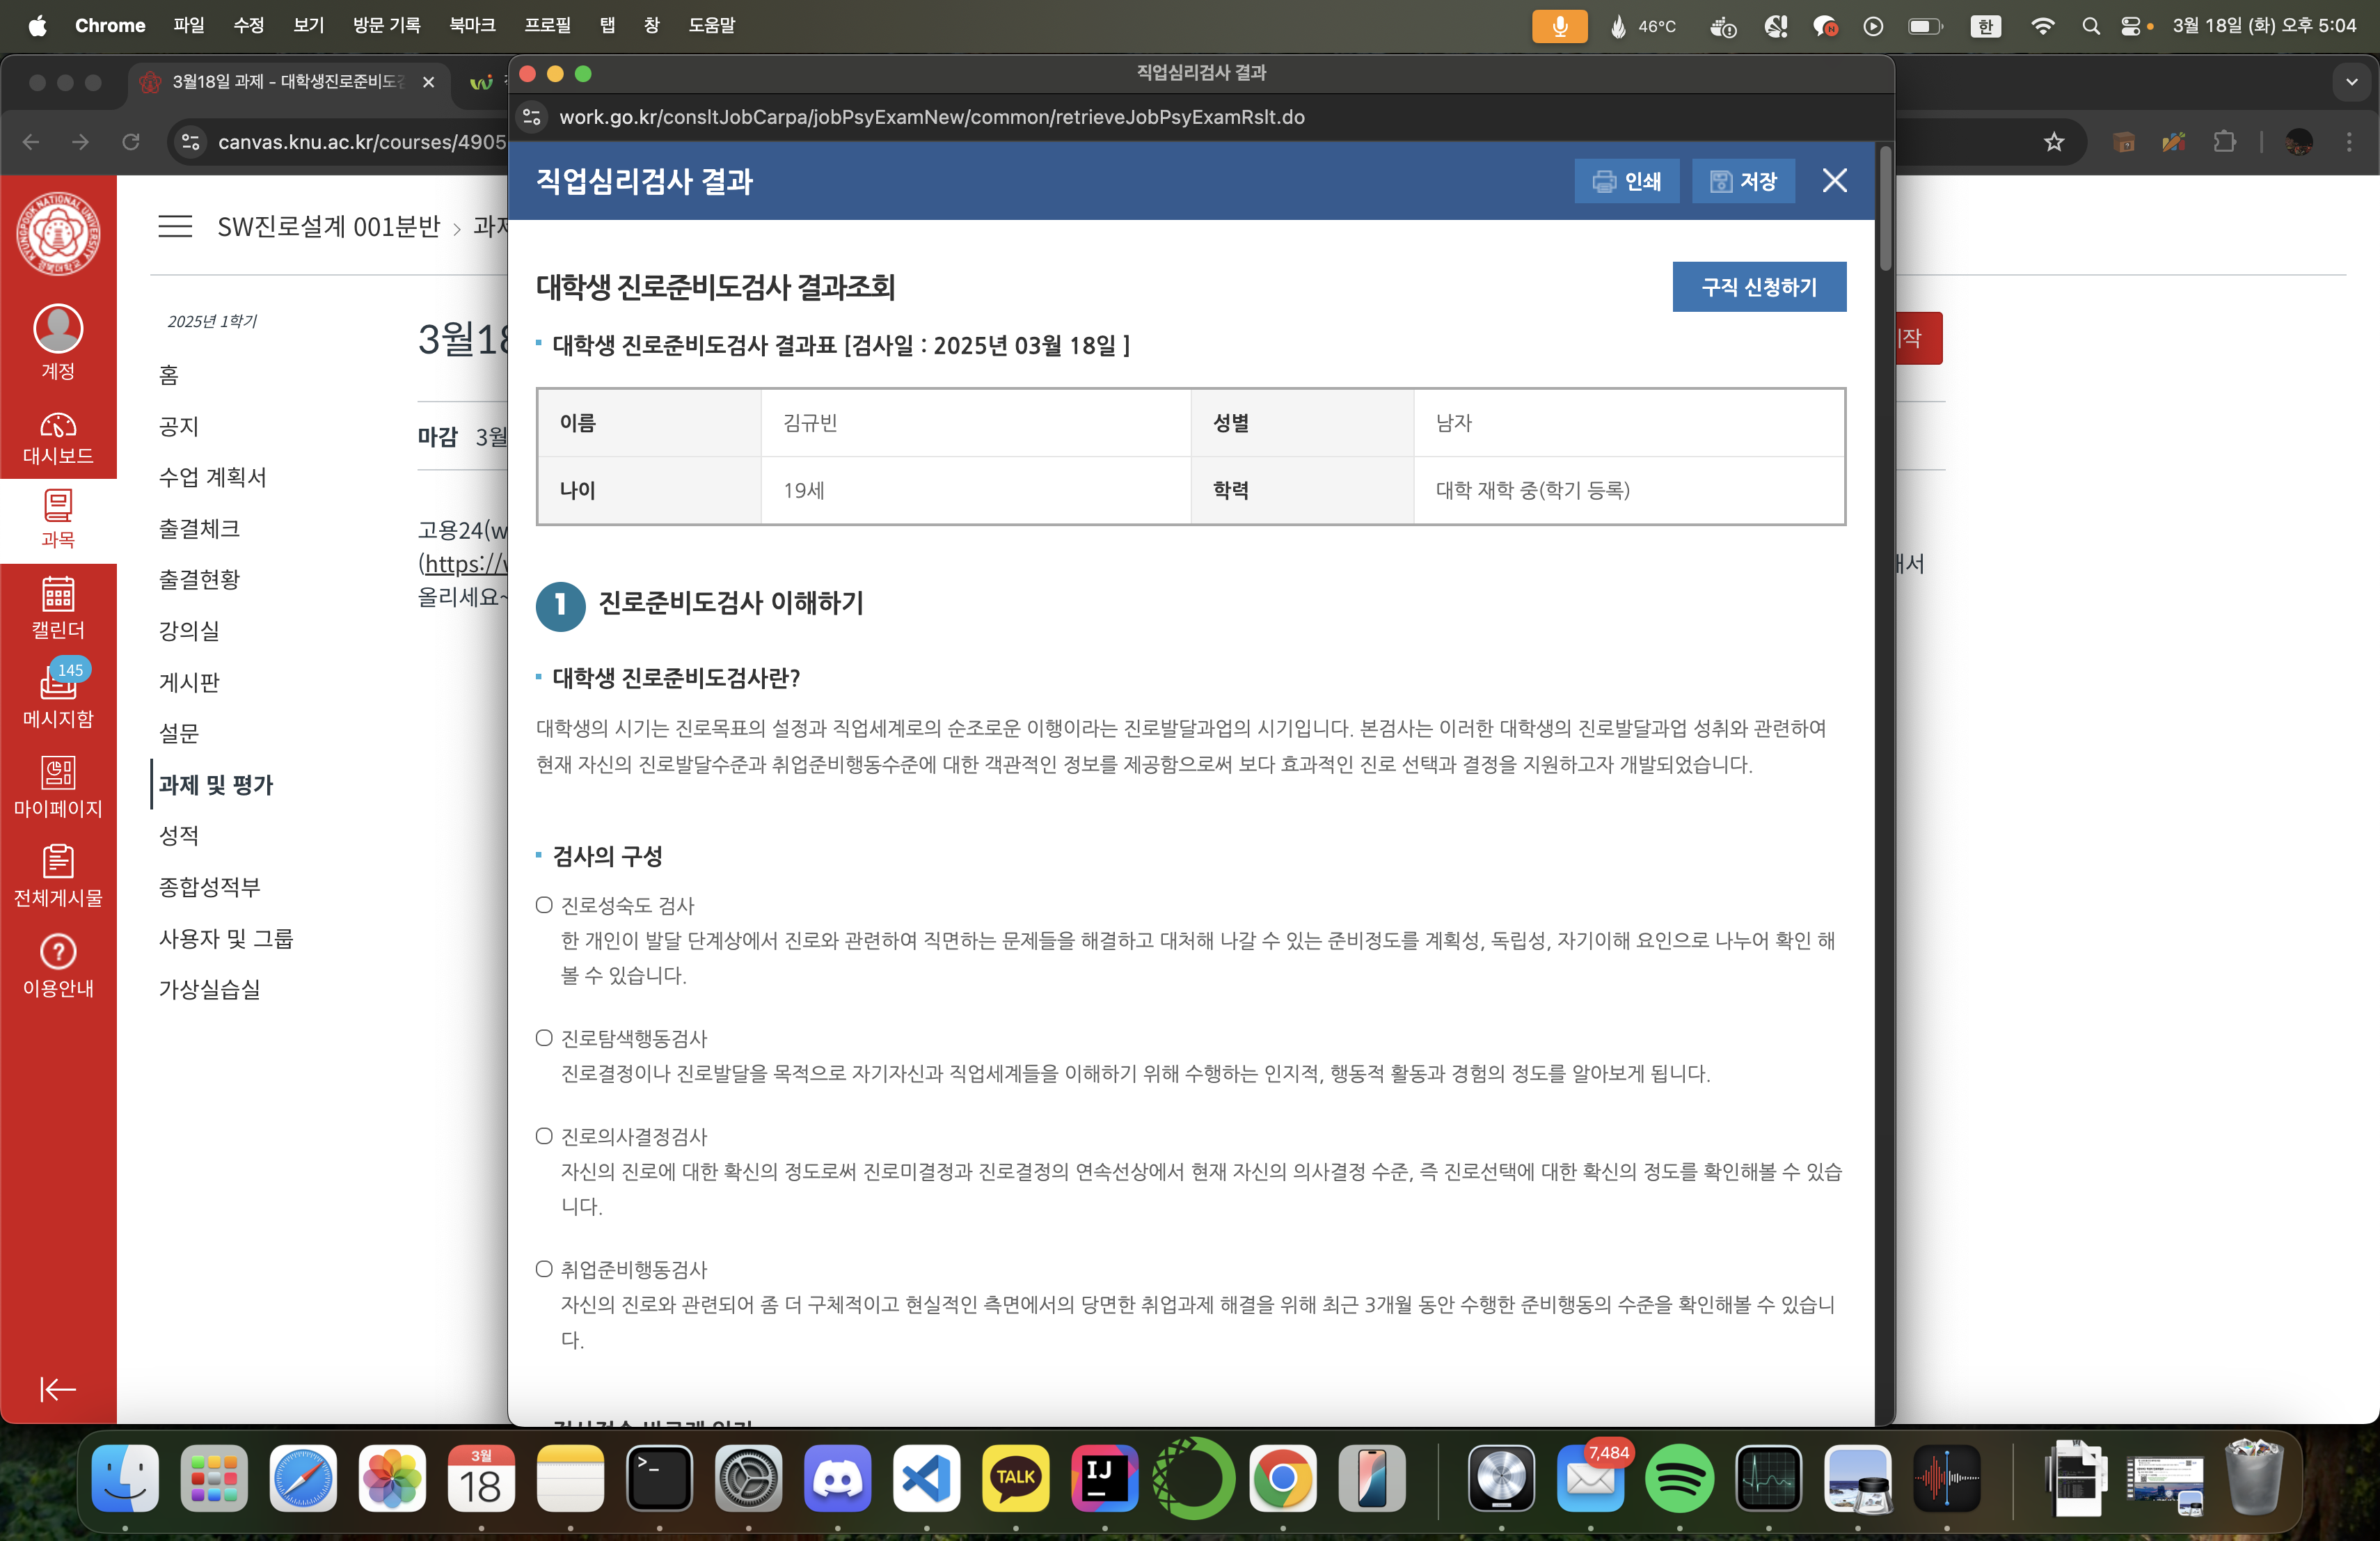 Chrome 파일 수정 보기 방문 기록 북마크 프로필 탭 창 도움말
46°C 한 3월 18일 (화) 오후 5:04
3월18일 과제 - 대학생진로준비도
canvas.knu.ac.kr/courses/4905
직업심리검사 결과
work.go.kr/consltJobCarpa/jobPsyExamNew/common/retrieveJobPsyExamRslt.do
KYUNGPOOK NATIONAL UNIVERSITY
경북대학교
계정
대시보드
과목
캘린더
145
메시지함
마이페이지
전체게시물
이용안내
SW진로설계 001분반 › 과제
2025년 1학기
홈
공지
수업 계획서
출결체크
출결현황
강의실
게시판
설문
과제 및 평가
성적
종합성적부
사용자 및 그룹
가상실습실
3월18
마감 3월
고용24(w
(https://w
올리세요~
작
해서
직업심리검사 결과
인쇄 저장
대학생 진로준비도검사 결과조회
구직 신청하기
대학생 진로준비도검사 결과표 [검사일 : 2025년 03월 18일 ]
이름 김규빈 성별 남자
나이 19세 학력 대학 재학 중(학기 등록)
1 진로준비도검사 이해하기
대학생 진로준비도검사란?
대학생의 시기는 진로목표의 설정과 직업세계로의 순조로운 이행이라는 진로발달과업의 시기입니다. 본검사는 이러한 대학생의 진로발달과업 성취와 관련하여
현재 자신의 진로발달수준과 취업준비행동수준에 대한 객관적인 정보를 제공함으로써 보다 효과적인 진로 선택과 결정을 지원하고자 개발되었습니다.
검사의 구성
진로성숙도 검사
한 개인이 발달 단계상에서 진로와 관련하여 직면하는 문제들을 해결하고 대처해 나갈 수 있는 준비정도를 계획성, 독립성, 자기이해 요인으로 나누어 확인 해
볼 수 있습니다.
진로탐색행동검사
진로결정이나 진로발달을 목적으로 자기자신과 직업세계들을 이해하기 위해 수행하는 인지적, 행동적 활동과 경험의 정도를 알아보게 됩니다.
진로의사결정검사
자신의 진로에 대한 확신의 정도로써 진로미결정과 진로결정의 연속선상에서 현재 자신의 의사결정 수준, 즉 진로선택에 대한 확신의 정도를 확인해볼 수 있습
니다.
취업준비행동검사
자신의 진로와 관련되어 좀 더 구체적이고 현실적인 측면에서의 당면한 취업과제 해결을 위해 최근 3개월 동안 수행한 준비행동의 수준을 확인해볼 수 있습니
다.
3월
18
TALK
IJ
7,484